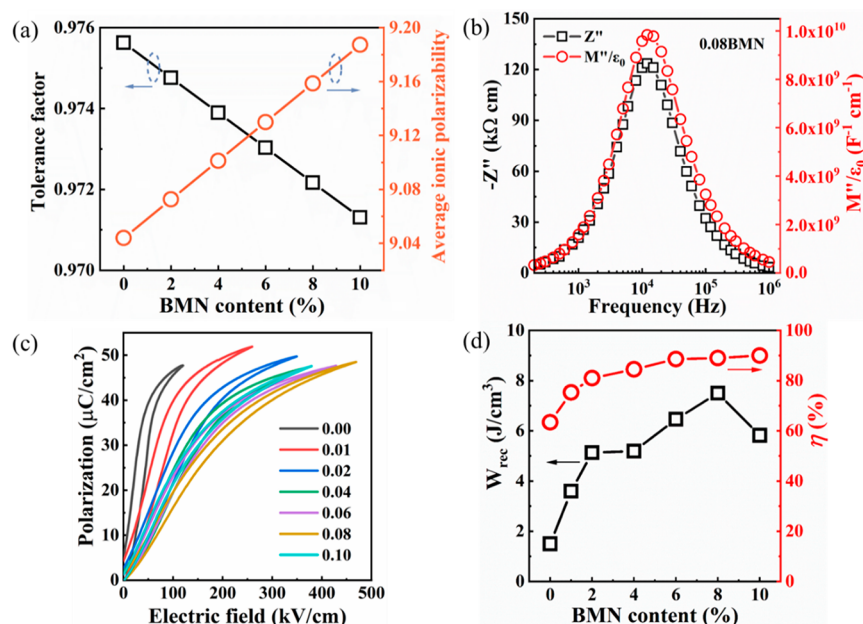 (a)
0.976
0.974
0.972
0.970
Tolerance factor
0 2 4 6 8 10
BMN content (%)
9.20
9.16
9.12
9.08
9.04
Average ionic polarizability
(b)
150
120
90
60
30
0
-Z" (kΩ cm)
Z"
M"/ε₀
0.08BMN
10³ 10⁴ 10⁵ 10⁶
Frequency (Hz)
1.0x10¹⁰
8.0x10⁹
6.0x10⁹
4.0x10⁹
2.0x10⁹
0.0
M"/ε₀ (F⁻¹ cm)
(c)
50
40
30
20
10
0
Polarization (μC/cm²)
0.00
0.01
0.02
0.04
0.06
0.08
0.10
0 100 200 300 400 500
Electric field (kV/cm)
(d)
10
8
6
4
2
0
W_rec (J/cm³)
0 2 4 6 8 10
BMN content (%)
100
80
60
40
20
0
η (%)